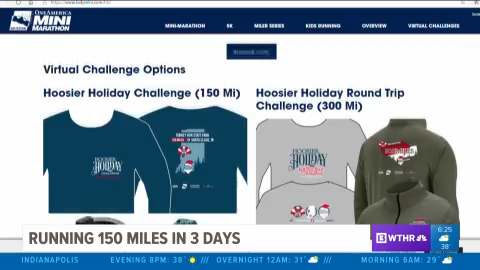 ONEAMERICA
MINI
MARATHON
MINI-MARATHON 5K MILER SERIES KIDS RUNNING OVERVIEW VIRTUAL CHALLENGES
Virtual Challenge Options
Hoosier Holiday Challenge (150 Mi)
Hoosier Holiday Round Trip
Challenge (300 Mi)
HOOSIER
HOLIDAY
HOOSIER
HOLIDAY
RUNNING 150 MILES IN 3 DAYS
13 WTHR
6:25
38°
INDIANAPOLIS EVENING 8PM: 38° /// OVERNIGHT 12AM: 31° /// MORNING 6AM: 29°